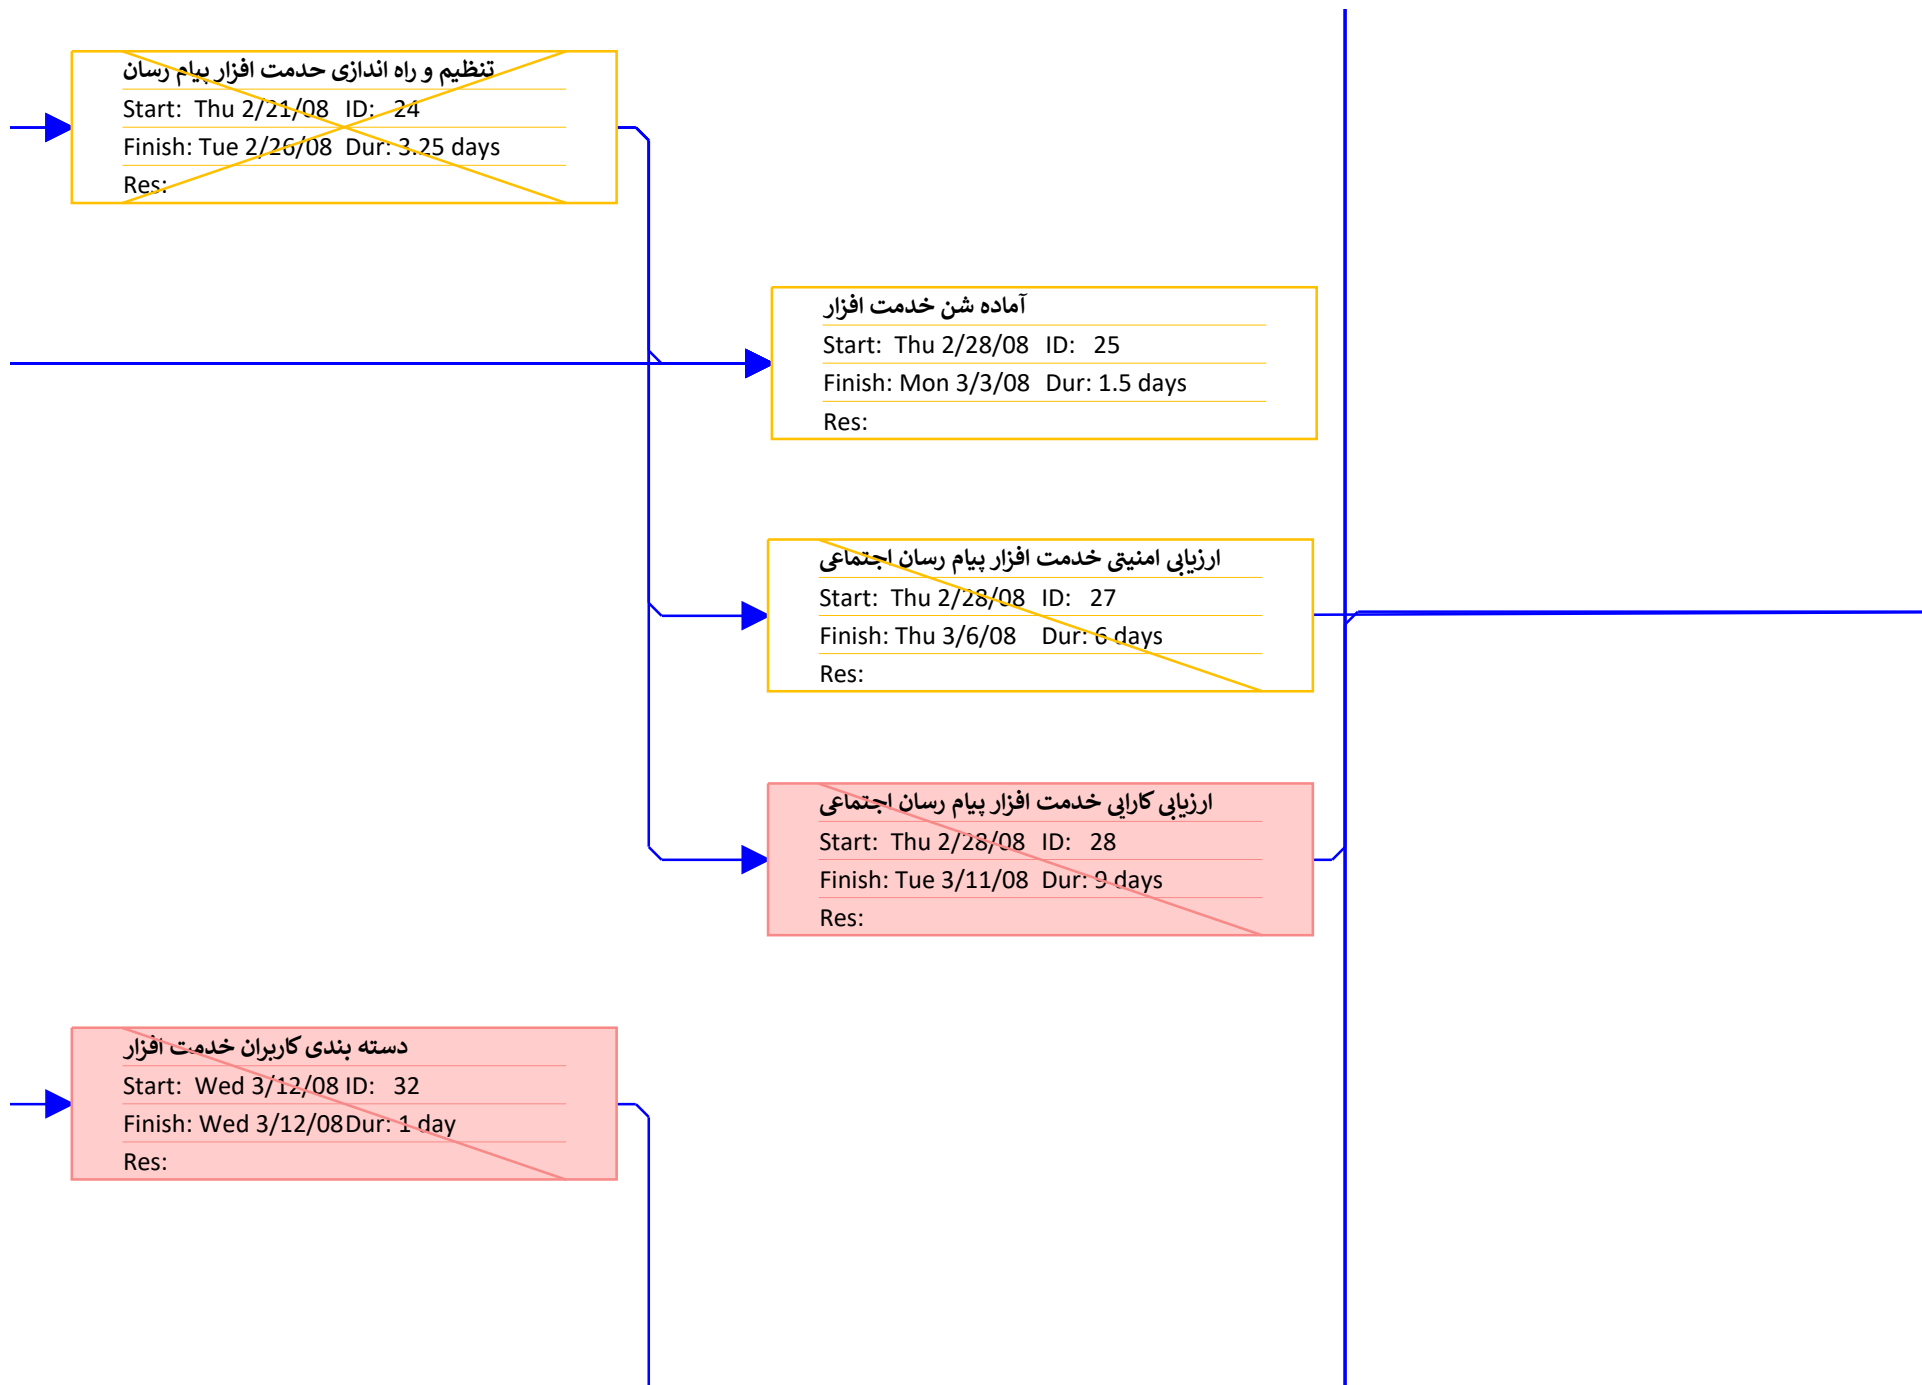 تنظیم و راه اندازی حدمت افزار پیام رسان
Start: Thu 2/21/08 ID: 24
Finish: Tue 2/26/08 Dur: 3.25 days
Res:
آماده شن خدمت افزار
Start: Thu 2/28/08 ID: 25
Finish: Mon 3/3/08 Dur: 1.5 days
Res:
ارزیابی امنیتی خدمت افزار پیام رسان اجتماعی
Start: Thu 2/28/08 ID: 27
Finish: Thu 3/6/08 Dur: 6 days
Res:
ارزیابی کارایی خدمت افزار پیام رسان اجتماعی
Start: Thu 2/28/08 ID: 28
Finish: Tue 3/11/08 Dur: 9 days
Res:
دسته بندی کاربران خدمت افزار
Start: Wed 3/12/08 ID: 32
Finish: Wed 3/12/08 Dur: 1 day
Res: